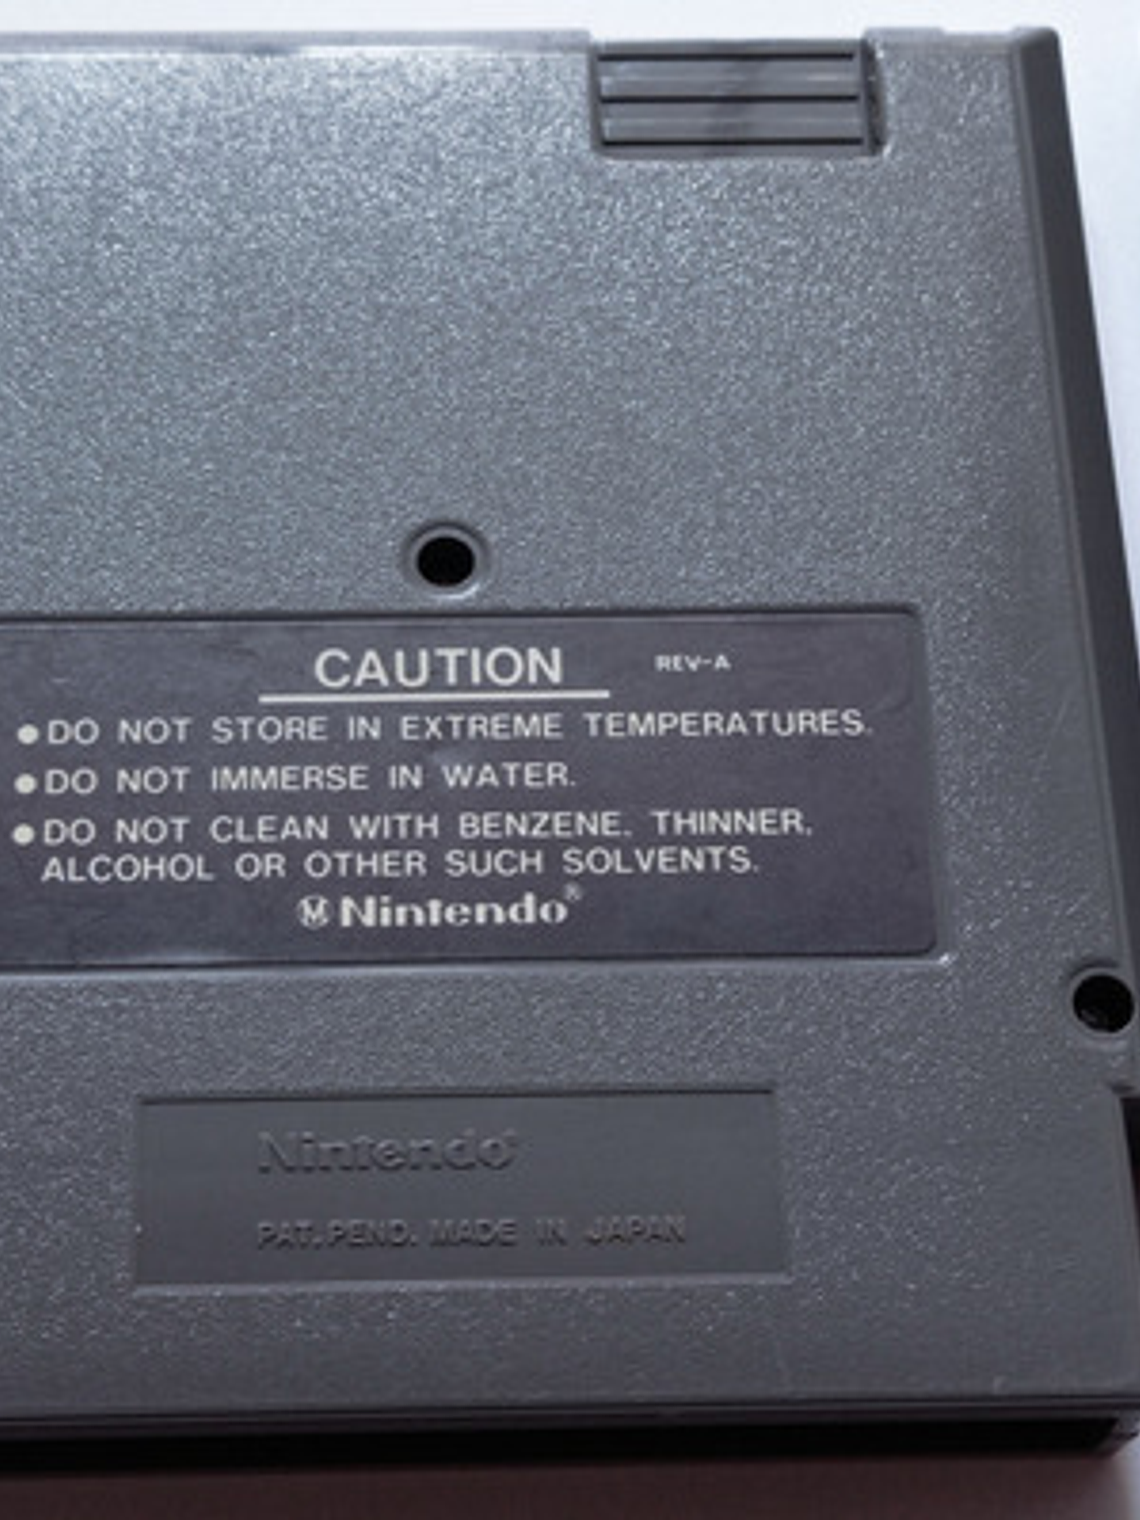 CAUTION REV-A
●DO NOT STORE IN EXTREME TEMPERATURES.
●DO NOT IMMERSE IN WATER.
●DO NOT CLEAN WITH BENZENE. THINNER.
ALCOHOL OR OTHER SUCH SOLVENTS.
Ⓜ Nintendo®
Nintendo®
PAT.PEND. MADE IN JAPAN